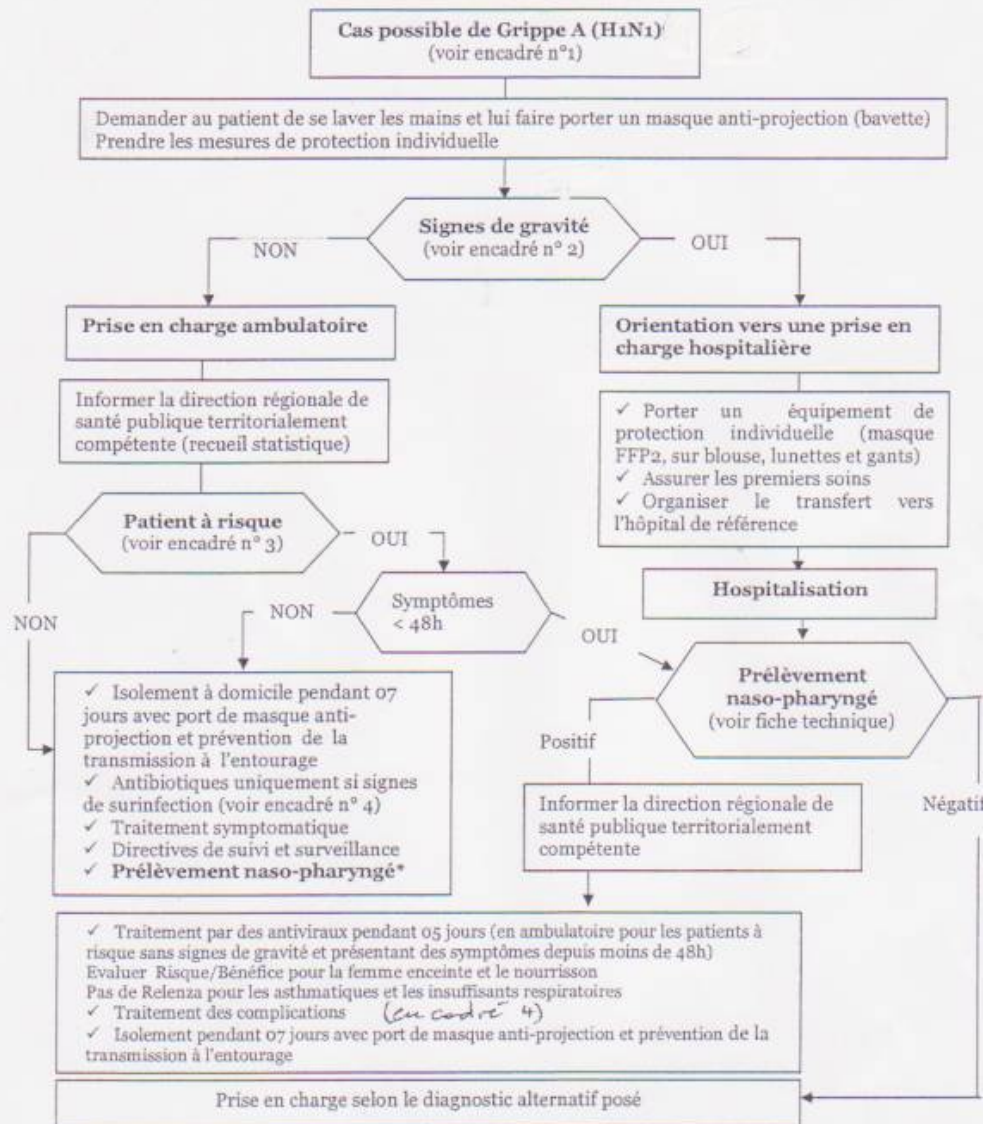 Cas possible de Grippe A (H1N1)
(voir encadré n°1)
Demander au patient de se laver les mains et lui faire porter un masque anti-projection (bavette)
Prendre les mesures de protection individuelle
Signes de gravité
(voir encadré n° 2)
NON
OUI
Prise en charge ambulatoire
Orientation vers une prise en
charge hospitalière
Informer la direction régionale de
santé publique territorialement
compétente (recueil statistique)
✓ Porter un équipement de
protection individuelle (masque
FFP2, sur blouse, lunettes et gants)
✓ Assurer les premiers soins
✓ Organiser le transfert vers
l'hôpital de référence
Patient à risque
(voir encadré n° 3)
OUI
NON
Symptômes
< 48h
NON
OUI
Hospitalisation
Prélèvement
naso-pharyngé
(voir fiche technique)
✓ Isolement à domicile pendant 07
jours avec port de masque anti-
projection et prévention de la
transmission à l'entourage
✓ Antibiotiques uniquement si signes
de surinfection (voir encadré n° 4)
✓ Traitement symptomatique
✓ Directives de suivi et surveillance
✓ Prélèvement naso-pharyngé*
Positif
Négatif
Informer la direction régionale de
santé publique territorialement
compétente
✓ Traitement par des antiviraux pendant 05 jours (en ambulatoire pour les patients à
risque sans signes de gravité et présentant des symptômes depuis moins de 48h)
Evaluer Risque/Bénéfice pour la femme enceinte et le nourrisson
Pas de Relenza pour les asthmatiques et les insuffisants respiratoires
✓ Traitement des complications (encadré 4)
✓ Isolement pendant 07 jours avec port de masque anti-projection et prévention de la
transmission à l'entourage
Prise en charge selon le diagnostic alternatif posé